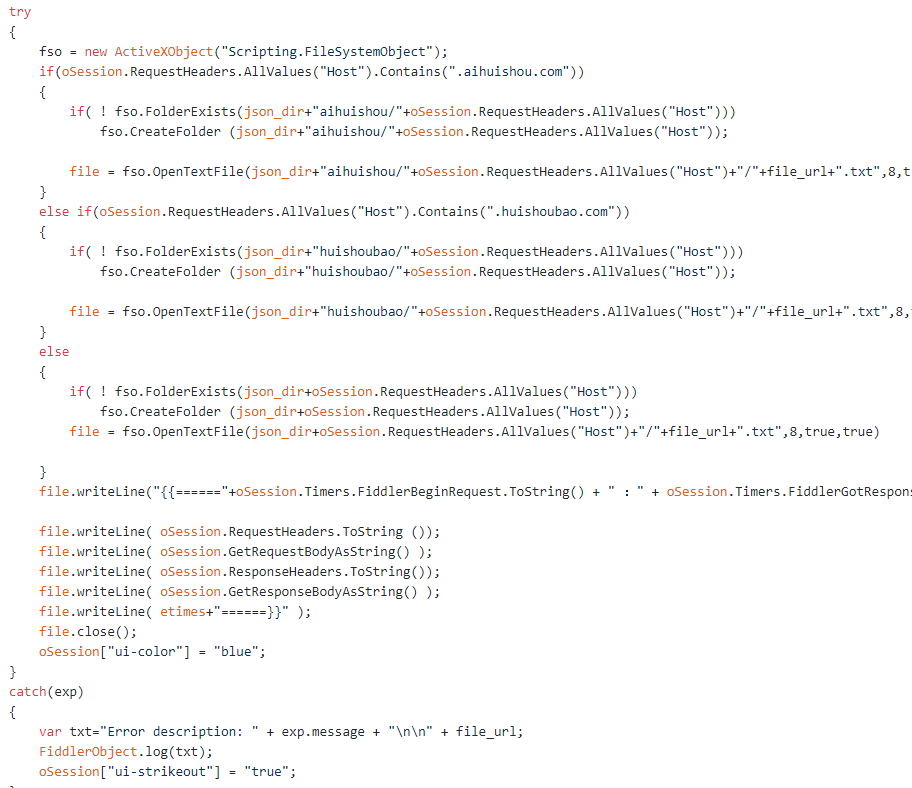 try
{
    fso = new ActiveXObject("Scripting.FileSystemObject");
    if(oSession.RequestHeaders.AllValues("Host").Contains(".aihuishou.com"))
    {
        if( ! fso.FolderExists(json_dir+"aihuishou/"+oSession.RequestHeaders.AllValues("Host")))
            fso.CreateFolder (json_dir+"aihuishou/"+oSession.RequestHeaders.AllValues("Host"));
        file = fso.OpenTextFile(json_dir+"aihuishou/"+oSession.RequestHeaders.AllValues("Host")+"/"+file_url+".txt",8,t
    }
    else if(oSession.RequestHeaders.AllValues("Host").Contains(".huishoubao.com"))
    {
        if( ! fso.FolderExists(json_dir+"huishoubao/"+oSession.RequestHeaders.AllValues("Host")))
            fso.CreateFolder (json_dir+"huishoubao/"+oSession.RequestHeaders.AllValues("Host"));
        file = fso.OpenTextFile(json_dir+"huishoubao/"+oSession.RequestHeaders.AllValues("Host")+"/"+file_url+".txt",8,
    }
    else
    {
        if( ! fso.FolderExists(json_dir+oSession.RequestHeaders.AllValues("Host")))
            fso.CreateFolder (json_dir+oSession.RequestHeaders.AllValues("Host"));
        file = fso.OpenTextFile(json_dir+oSession.RequestHeaders.AllValues("Host")+"/"+file_url+".txt",8,true,true)
    }
    file.writeLine("{{======"+oSession.Timers.FiddlerBeginRequest.ToString() + " : " + oSession.Timers.FiddlerGotRespon
    file.writeLine( oSession.RequestHeaders.ToString ());
    file.writeLine( oSession.GetRequestBodyAsString() );
    file.writeLine( oSession.ResponseHeaders.ToString());
    file.writeLine( oSession.GetResponseBodyAsString() );
    file.writeLine( etimes+"======}}" );
    file.close();
    oSession["ui-color"] = "blue";
}
catch(exp)
{
    var txt="Error description: " + exp.message + "\n\n" + file_url;
    FiddlerObject.log(txt);
    oSession["ui-strikeout"] = "true";